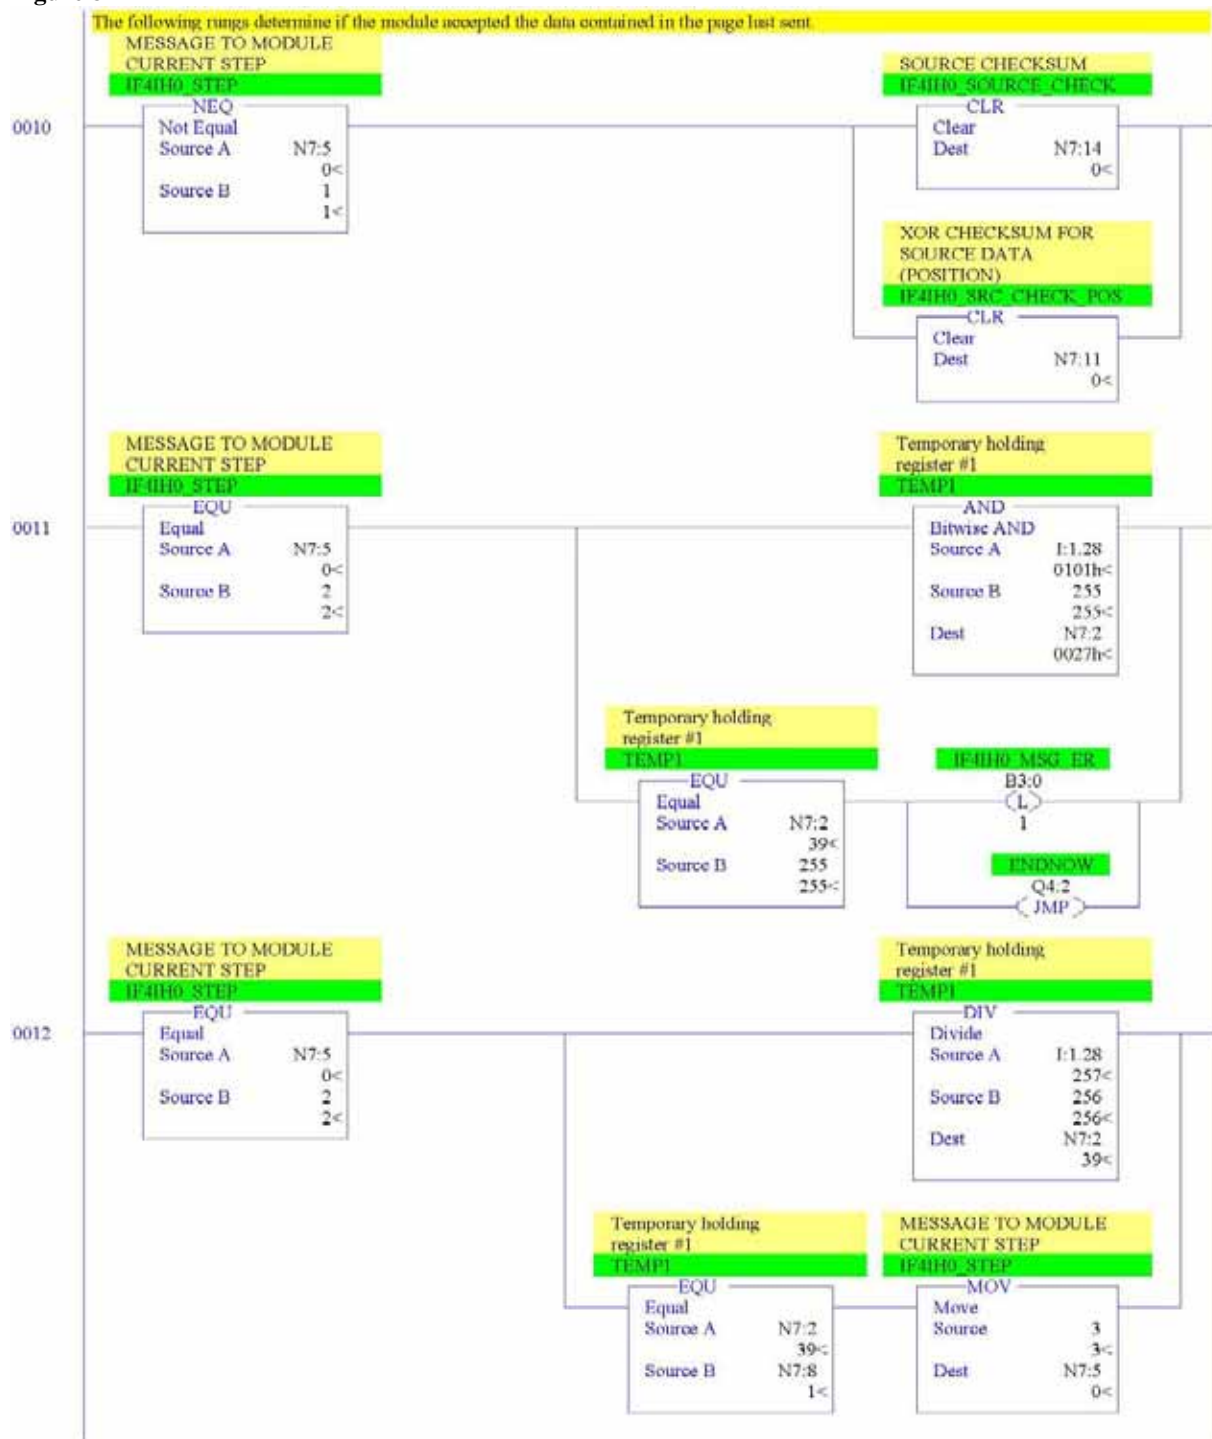 The following rungs determine if the module accepted the data contained in the page last sent.
MESSAGE TO MODULE
CURRENT STEP
IF4IH0_STEP
SOURCE CHECKSUM
IF4IH0_SOURCE_CHECK
0010
NEQ
Not Equal
Source A N7:5
0<
Source B 1
1<
CLR
Clear
Dest N7:14
0<
XOR CHECKSUM FOR
SOURCE DATA
(POSITION)
IF4IH0_SRC_CHECK_POS
CLR
Clear
Dest N7:11
0<
MESSAGE TO MODULE
CURRENT STEP
IF4IH0_STEP
Temporary holding
register #1
TEMP1
0011
EQU
Equal
Source A N7:5
0<
Source B 2
2<
AND
Bitwise AND
Source A I:1.28
0101h<
Source B 255
255<
Dest N7:2
0027h<
Temporary holding
register #1
TEMP1
EQU
Equal
Source A N7:2
39<
Source B 255
255<
IF4IH0_MSG_ER
B3:0
L
1
ENDNOW
Q4:2
JMP
MESSAGE TO MODULE
CURRENT STEP
IF4IH0_STEP
Temporary holding
register #1
TEMP1
0012
EQU
Equal
Source A N7:5
0<
Source B 2
2<
DIV
Divide
Source A I:1.28
257<
Source B 256
256<
Dest N7:2
39<
Temporary holding
register #1
TEMP1
EQU
Equal
Source A N7:2
39<
Source B N7:8
1<
MESSAGE TO MODULE
CURRENT STEP
IF4IH0_STEP
MOV
Move
Source 3
3<
Dest N7:5
0<